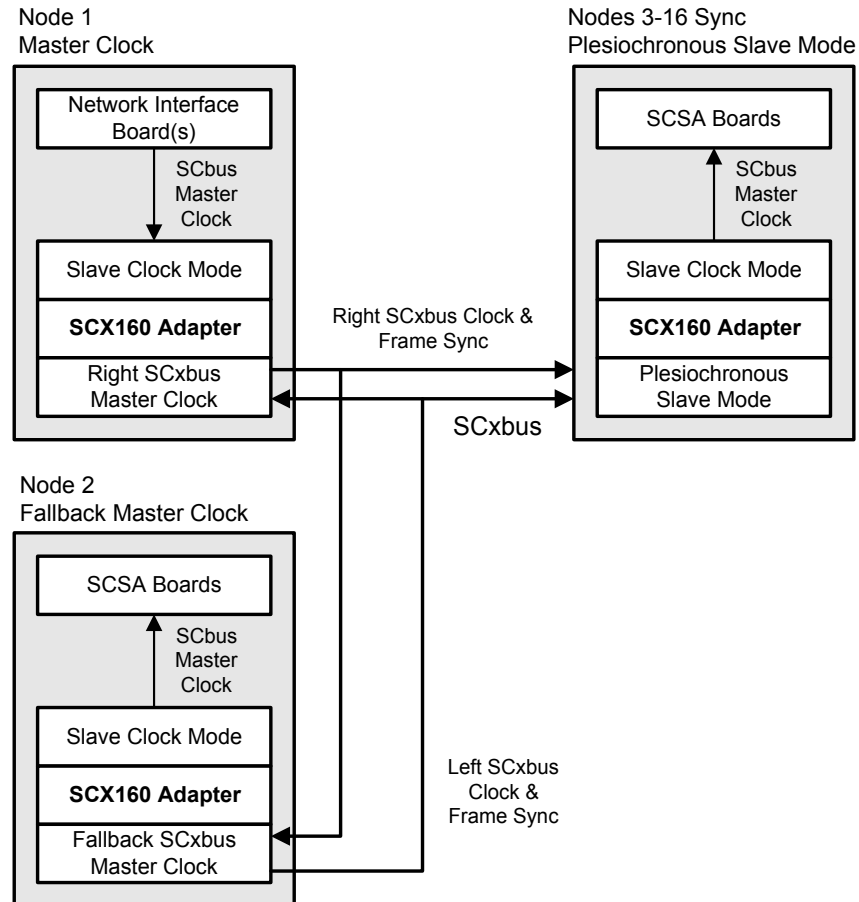 Node 1
Master Clock
Network Interface
Board(s)
SCbus
Master
Clock
Slave Clock Mode
SCX160 Adapter
Right SCxbus
Master Clock
Right SCxbus Clock &
Frame Sync
SCxbus
Nodes 3-16 Sync
Plesiochronous Slave Mode
SCSA Boards
SCbus
Master
Clock
Slave Clock Mode
SCX160 Adapter
Plesiochronous
Slave Mode
Node 2
Fallback Master Clock
SCSA Boards
SCbus
Master
Clock
Slave Clock Mode
SCX160 Adapter
Fallback SCxbus
Master Clock
Left SCxbus
Clock &
Frame Sync